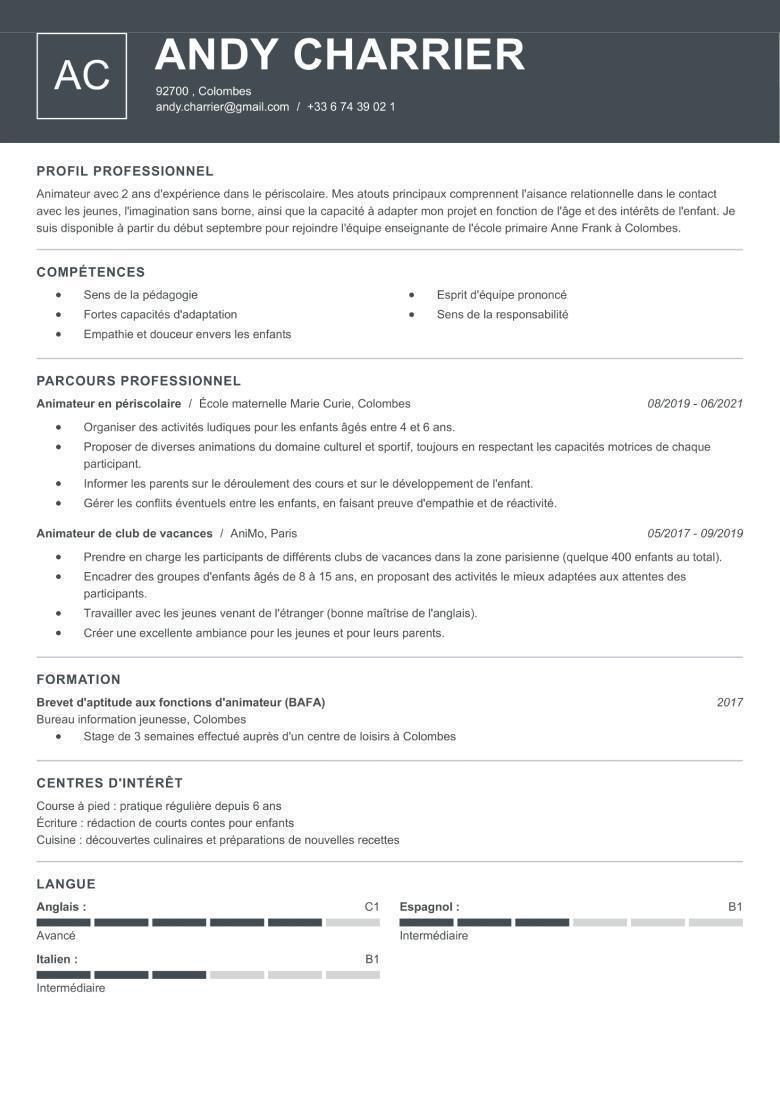 AC
ANDY CHARRIER
92700 , Colombes
andy.charrier@gmail.com / +33 6 74 39 02 1
PROFIL PROFESSIONNEL
Animateur avec 2 ans d'expérience dans le périscolaire. Mes atouts principaux comprennent l'aisance relationnelle dans le contact
avec les jeunes, l'imagination sans borne, ainsi que la capacité à adapter mon projet en fonction de l'âge et des intérêts de l'enfant. Je
suis disponible à partir du début septembre pour rejoindre l'équipe enseignante de l'école primaire Anne Frank à Colombes.
COMPÉTENCES
• Sens de la pédagogie
• Fortes capacités d'adaptation
• Empathie et douceur envers les enfants
• Esprit d'équipe prononcé
• Sens de la responsabilité
PARCOURS PROFESSIONNEL
Animateur en périscolaire / École maternelle Marie Curie, Colombes 08/2019 - 06/2021
• Organiser des activités ludiques pour les enfants âgés entre 4 et 6 ans.
• Proposer de diverses animations du domaine culturel et sportif, toujours en respectant les capacités motrices de chaque
participant.
• Informer les parents sur le déroulement des cours et sur le développement de l'enfant.
• Gérer les conflits éventuels entre les enfants, en faisant preuve d'empathie et de réactivité.
Animateur de club de vacances / AniMo, Paris 05/2017 - 09/2019
• Prendre en charge les participants de différents clubs de vacances dans la zone parisienne (quelque 400 enfants au total).
• Encadrer des groupes d'enfants âgés de 8 à 15 ans, en proposant des activités le mieux adaptées aux attentes des
participants.
• Travailler avec les jeunes venant de l'étranger (bonne maîtrise de l'anglais).
• Créer une excellente ambiance pour les jeunes et pour leurs parents.
FORMATION
Brevet d'aptitude aux fonctions d'animateur (BAFA) 2017
Bureau information jeunesse, Colombes
• Stage de 3 semaines effectué auprès d'un centre de loisirs à Colombes
CENTRES D'INTÉRÊT
Course à pied : pratique régulière depuis 6 ans
Écriture : rédaction de courts contes pour enfants
Cuisine : découvertes culinaires et préparations de nouvelles recettes
LANGUE
Anglais : C1
Avancé
Espagnol : B1
Intermédiaire
Italien : B1
Intermédiaire